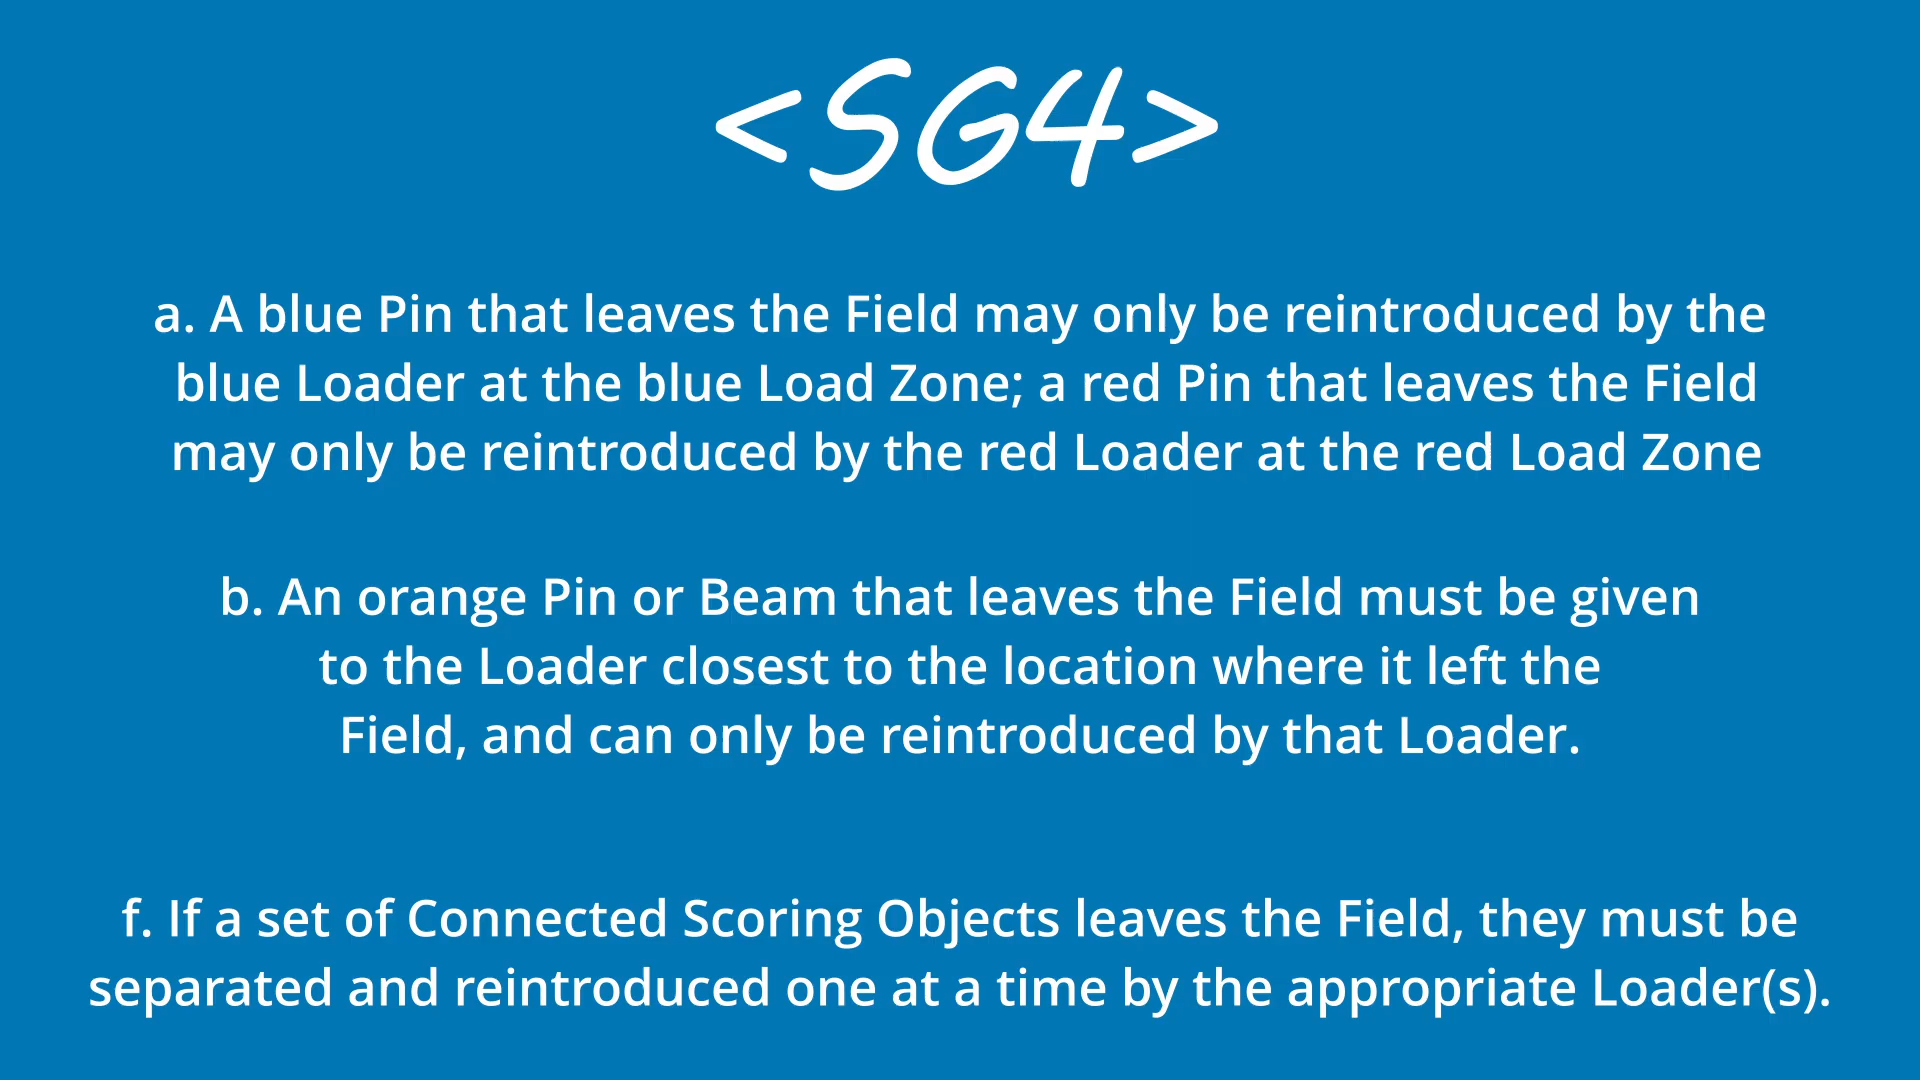 <SG4>
a. A blue Pin that leaves the Field may only be reintroduced by the
blue Loader at the blue Load Zone; a red Pin that leaves the Field
may only be reintroduced by the red Loader at the red Load Zone
b. An orange Pin or Beam that leaves the Field must be given
to the Loader closest to the location where it left the
Field, and can only be reintroduced by that Loader.
f. If a set of Connected Scoring Objects leaves the Field, they must be
separated and reintroduced one at a time by the appropriate Loader(s).